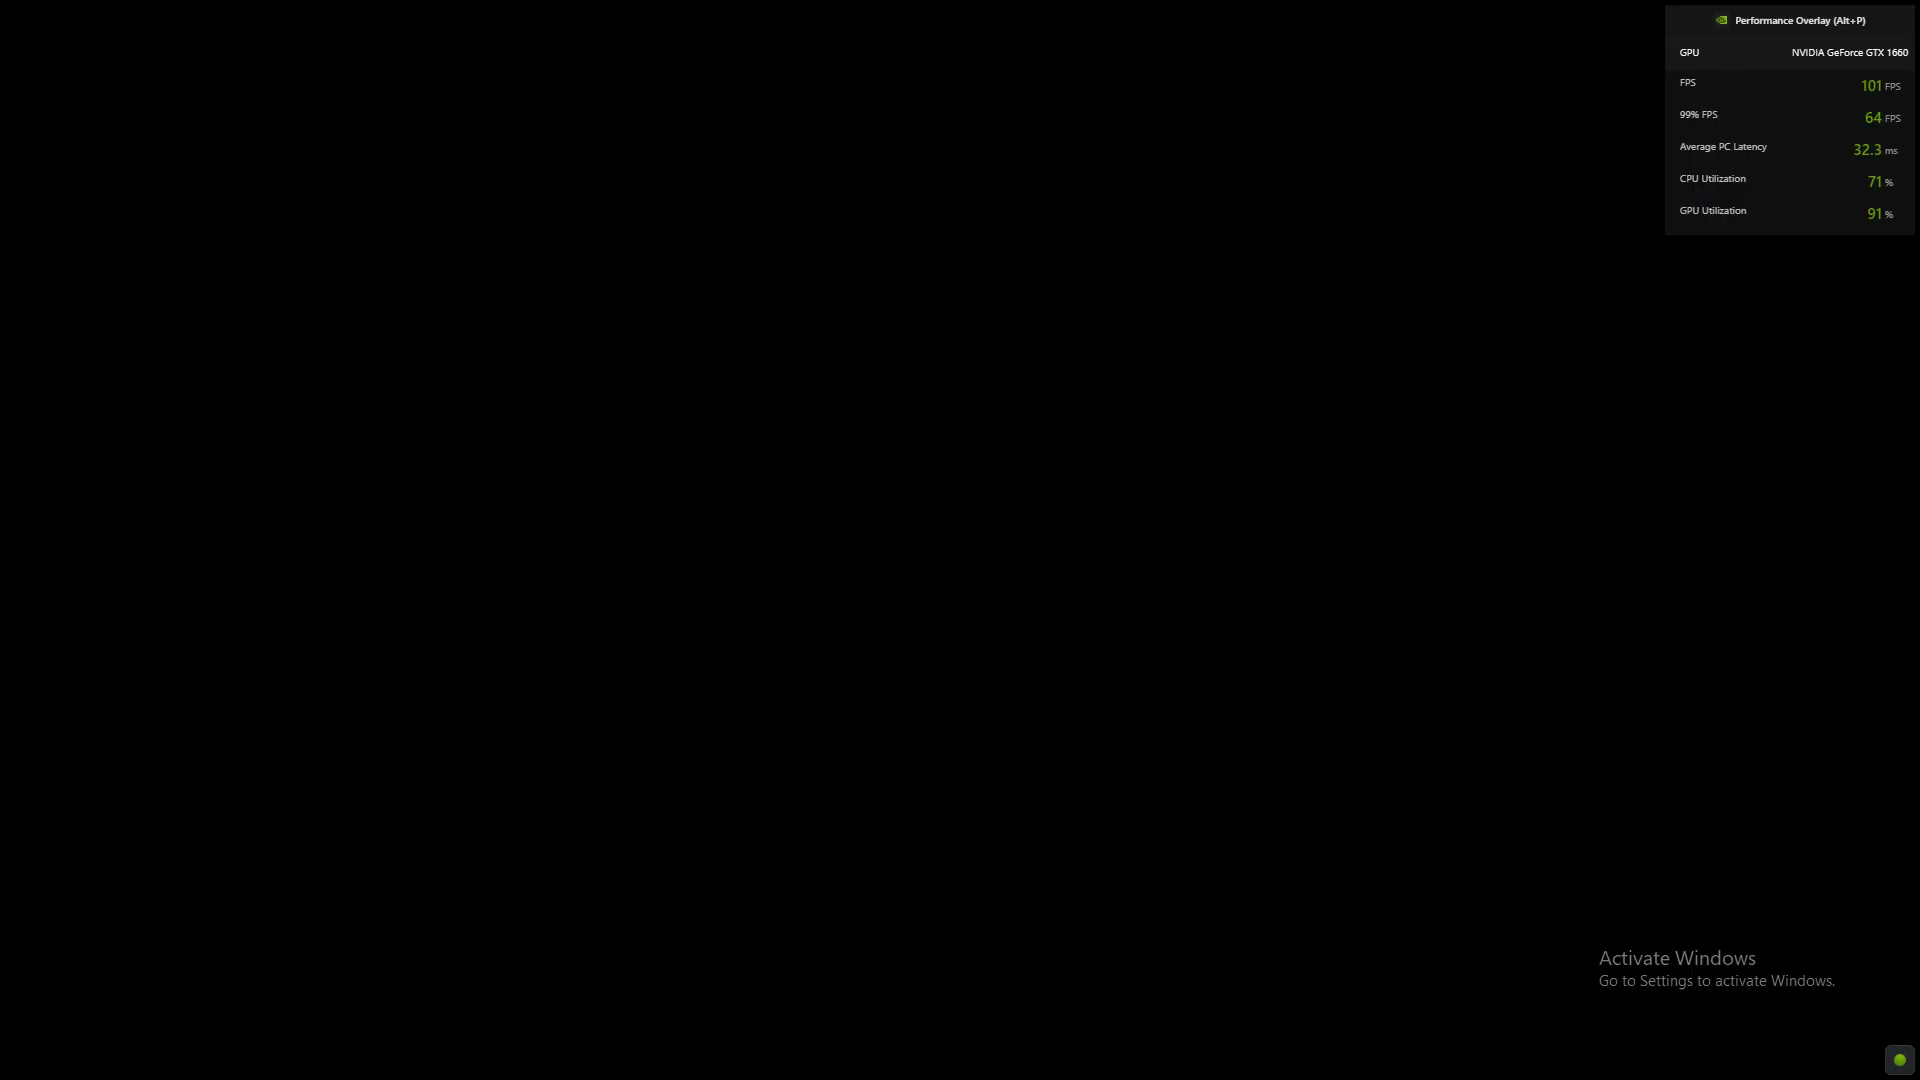 Performance Overlay (Alt+P)
GPU NVIDIA GeForce GTX 1660
FPS 101 FPS
99% FPS 64 FPS
Average PC Latency 32.3 ms
CPU Utilization 71 %
GPU Utilization 91 %
Activate Windows
Go to Settings to activate Windows.